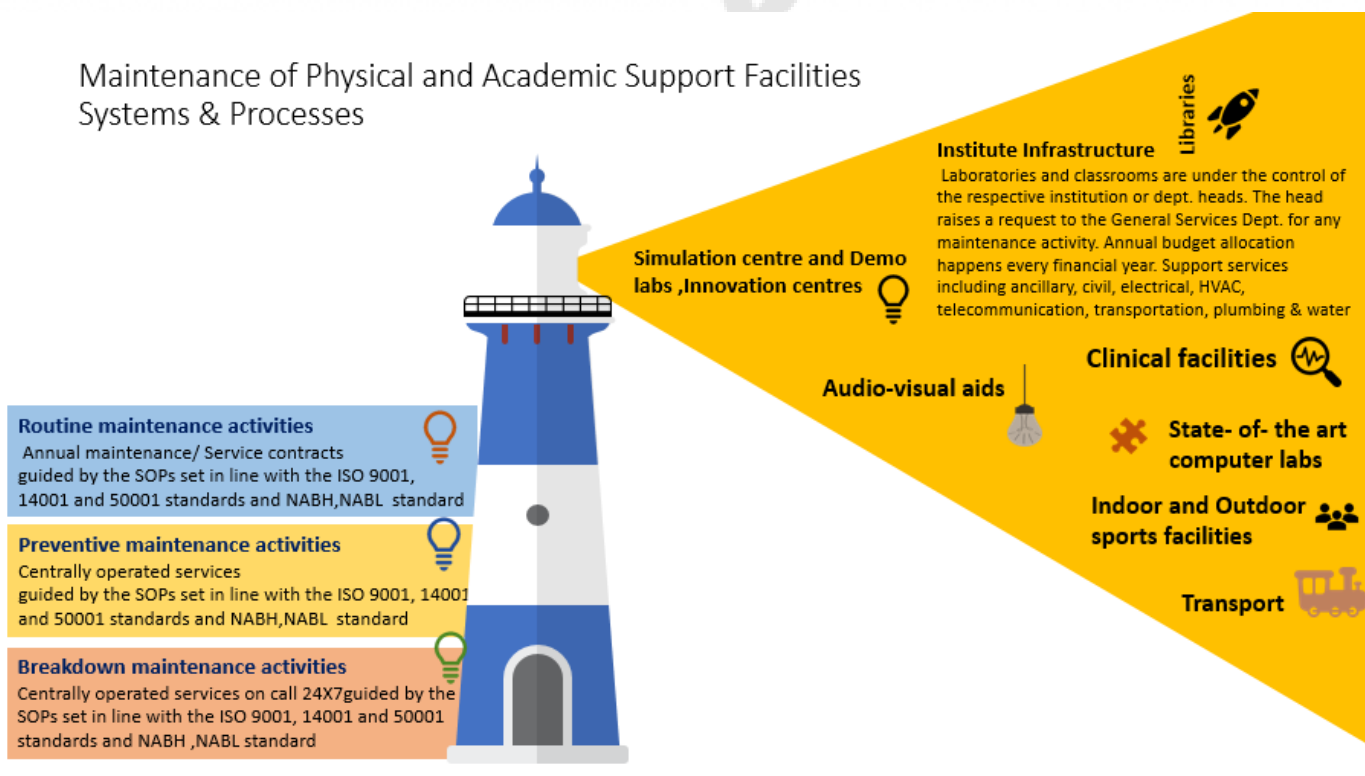 Maintenance of Physical and Academic Support Facilities
Systems & Processes
Libraries
Institute Infrastructure
Laboratories and classrooms are under the control of
the respective institution or dept. heads. The head
raises a request to the General Services Dept. for any
maintenance activity. Annual budget allocation
happens every financial year. Support services
including ancillary, civil, electrical, HVAC,
telecommunication, transportation, plumbing & water
Simulation centre and Demo
labs ,Innovation centres
Clinical facilities
Audio-visual aids
State- of- the art
computer labs
Indoor and Outdoor
sports facilities
Transport
Routine maintenance activities
Annual maintenance/ Service contracts
guided by the SOPs set in line with the ISO 9001,
14001 and 50001 standards and NABH,NABL standard
Preventive maintenance activities
Centrally operated services
guided by the SOPs set in line with the ISO 9001, 14001
and 50001 standards and NABH,NABL standard
Breakdown maintenance activities
Centrally operated services on call 24X7guided by the
SOPs set in line with the ISO 9001, 14001 and 50001
standards and NABH ,NABL standard